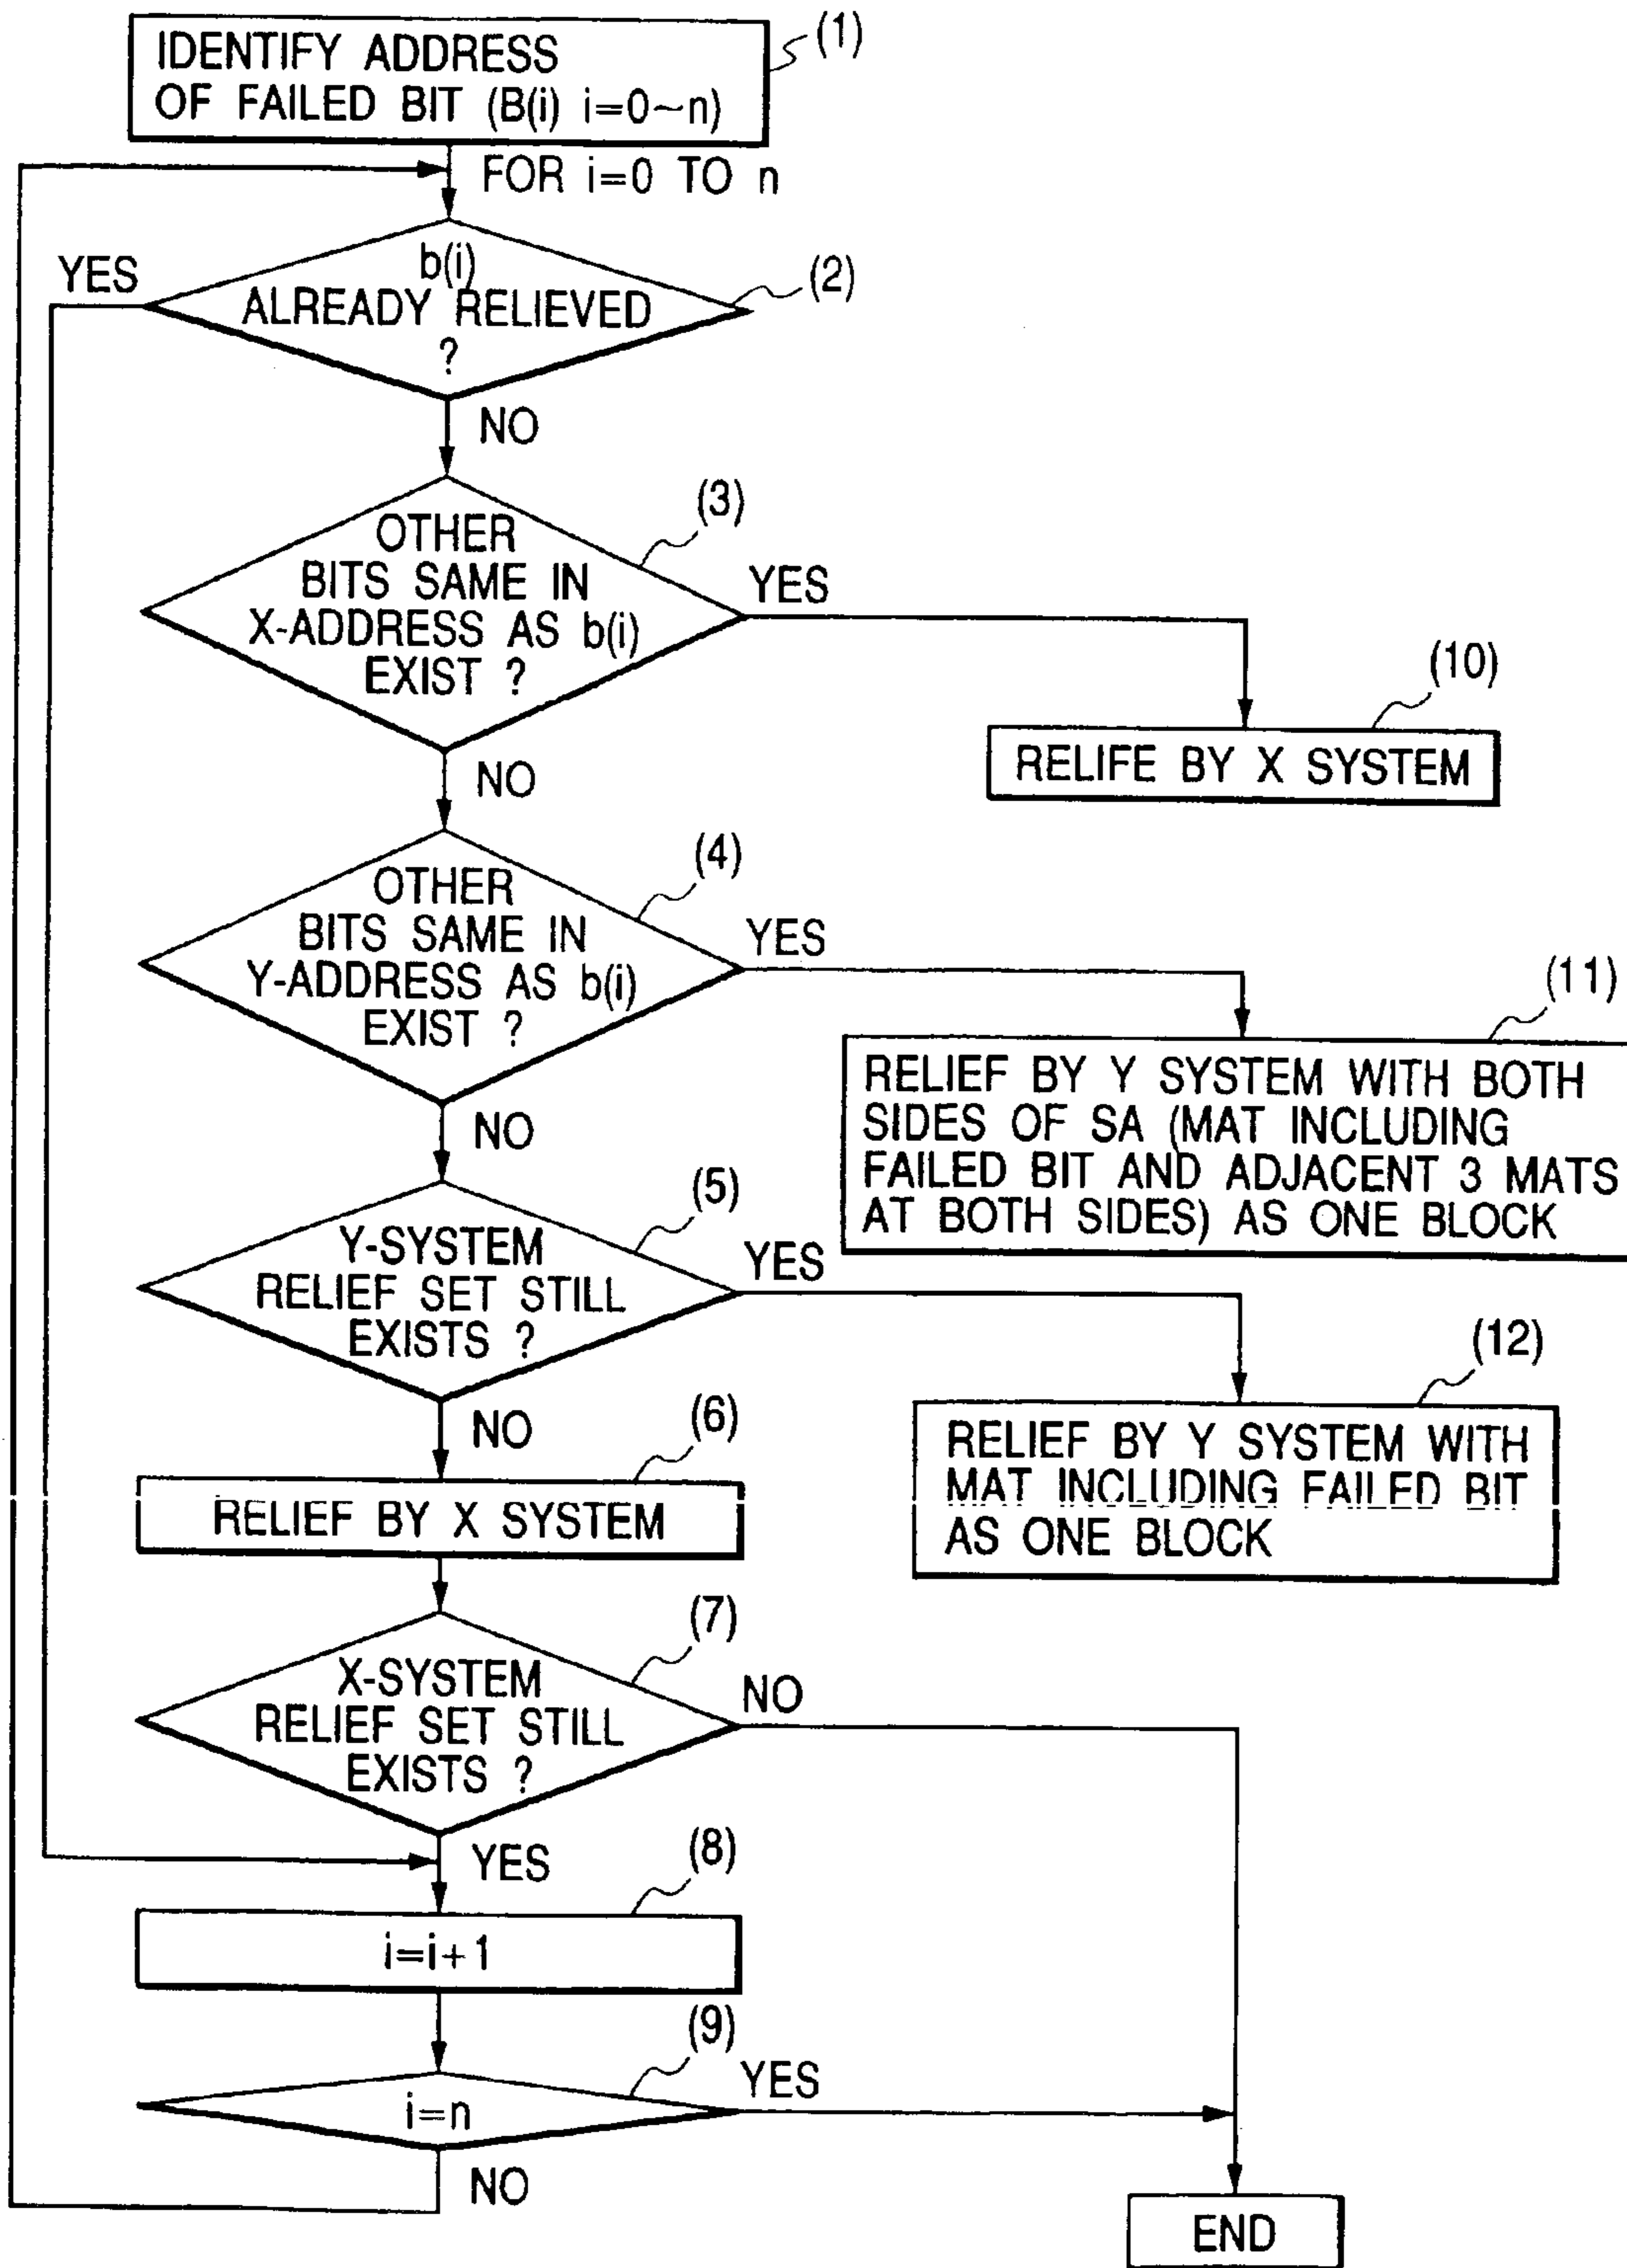 IDENTIFY ADDRESS
OF FAILED BIT (B(i) i=0~n)
(1)
FOR i=0 TO n
b(i)
ALREADY RELIEVED
?
(2)
YES
NO
OTHER
BITS SAME IN
X-ADDRESS AS b(i)
EXIST ?
(3)
YES
NO
RELIFE BY X SYSTEM
(10)
OTHER
BITS SAME IN
Y-ADDRESS AS b(i)
EXIST ?
(4)
YES
NO
RELIEF BY Y SYSTEM WITH BOTH
SIDES OF SA (MAT INCLUDING
FAILED BIT AND ADJACENT 3 MATS
AT BOTH SIDES) AS ONE BLOCK
(11)
Y-SYSTEM
RELIEF SET STILL
EXISTS ?
(5)
YES
NO
RELIEF BY Y SYSTEM WITH
MAT INCLUDING FAILED BIT
AS ONE BLOCK
(12)
RELIEF BY X SYSTEM
(6)
X-SYSTEM
RELIEF SET STILL
EXISTS ?
(7)
NO
YES
i=i+1
(8)
i=n
(9)
YES
NO
END